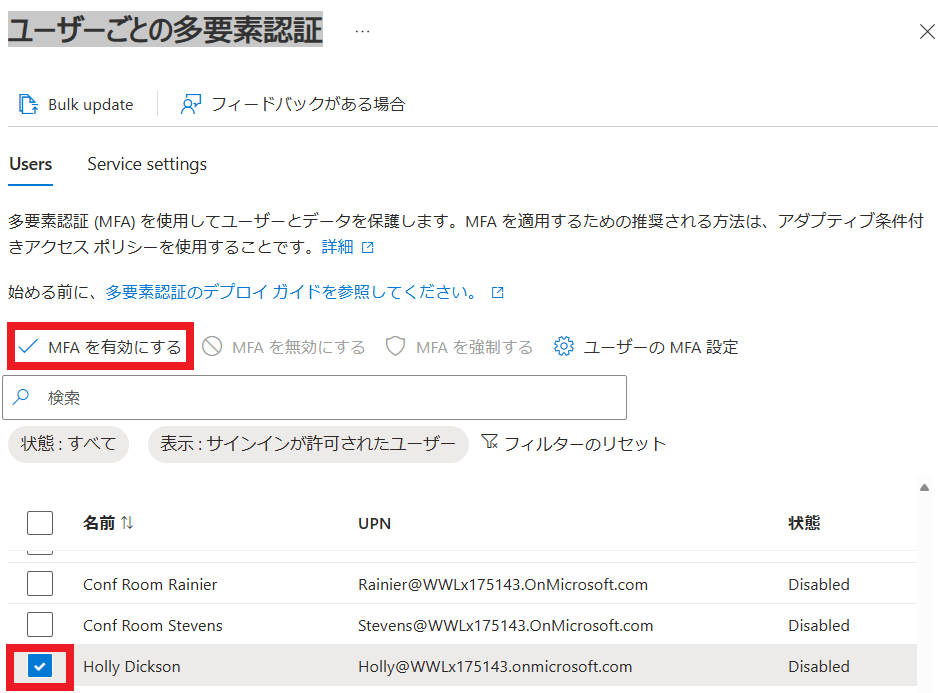 ユーザーごとの多要素認証 …
Bulk update フィードバックがある場合
Users Service settings
多要素認証 (MFA) を使用してユーザーとデータを保護します。MFA を適用するための推奨される方法は、アダプティブ条件付
きアクセス ポリシーを使用することです。詳細
始める前に、多要素認証のデプロイ ガイドを参照してください。
MFA を有効にする MFA を無効にする MFA を強制する ユーザーの MFA 設定
検索
状態 : すべて 表示 : サインインが許可されたユーザー フィルターのリセット
名前 UPN 状態
Conf Room Rainier Rainier@WWLx175143.OnMicrosoft.com Disabled
Conf Room Stevens Stevens@WWLx175143.OnMicrosoft.com Disabled
Holly Dickson Holly@WWLx175143.onmicrosoft.com Disabled